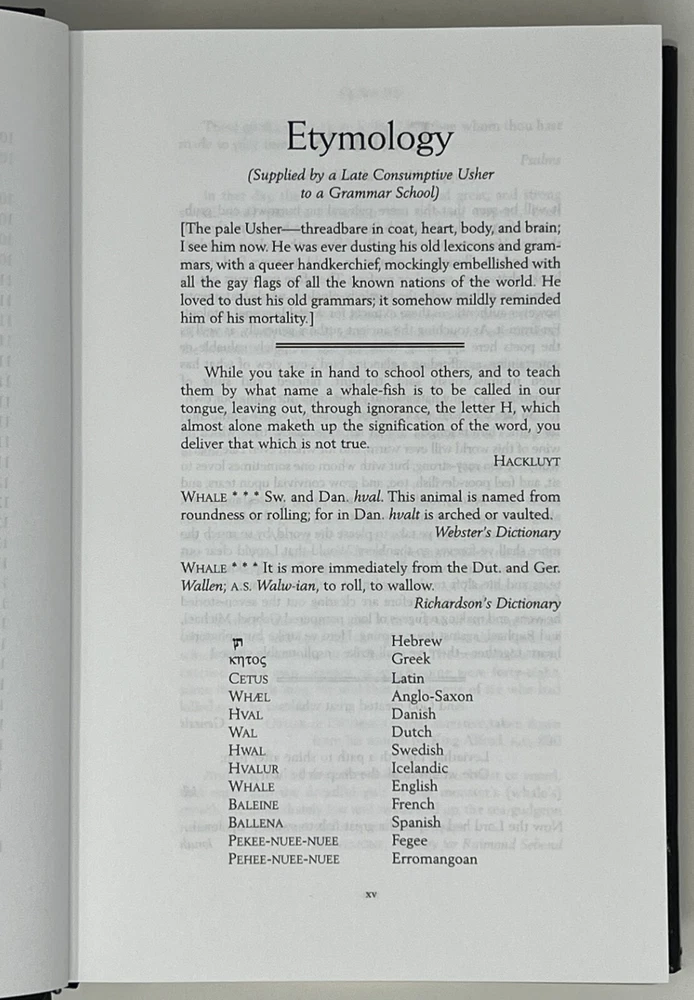 Etymology
(Supplied by a Late Consumptive Usher
to a Grammar School)
[The pale Usher—threadbare in coat, heart, body, and brain;
I see him now. He was ever dusting his old lexicons and gram-
mars, with a queer handkerchief, mockingly embellished with
all the gay flags of all the known nations of the world. He
loved to dust his old grammars; it somehow mildly reminded
him of his mortality.]
While you take in hand to school others, and to teach
them by what name a whale-fish is to be called in our
tongue, leaving out, through ignorance, the letter H, which
almost alone maketh up the signification of the word, you
deliver that which is not true.
HACKLUYT
WHALE * * * Sw. and Dan. hval. This animal is named from
roundness or rolling; for in Dan. hvalt is arched or vaulted.
Webster's Dictionary
WHALE * * * It is more immediately from the Dut. and Ger.
Wallen; A.S. Walw-ian, to roll, to wallow.
Richardson's Dictionary
תן Hebrew
κητος Greek
CETUS Latin
WHÆL Anglo-Saxon
HVAL Danish
WAL Dutch
HWAL Swedish
HVALUR Icelandic
WHALE English
BALEINE French
BALLENA Spanish
PEKEE-NUEE-NUEE Fegee
PEHEE-NUEE-NUEE Erromangoan
xv